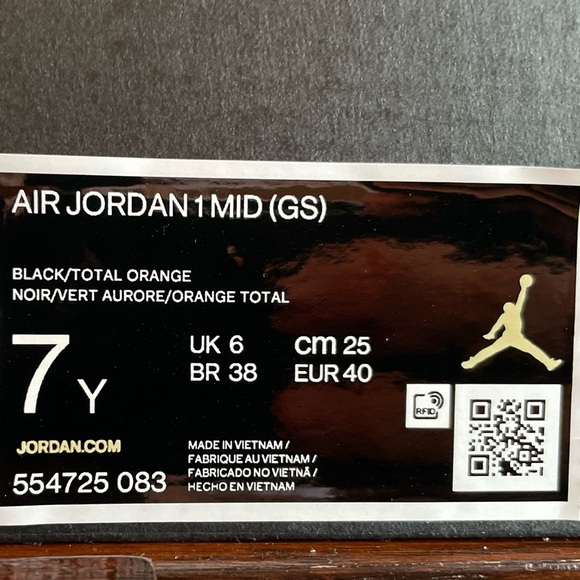 AIR JORDAN 1 MID (GS)
BLACK/TOTAL ORANGE
NOIR/VERT AURORE/ORANGE TOTAL
7 Y
UK 6 cm 25
BR 38 EUR 40
RFID
JORDAN.COM
554725 083
MADE IN VIETNAM /
FABRIQUE AU VIETNAM /
FABRICADO NO VIETNÃ /
HECHO EN VIETNAM